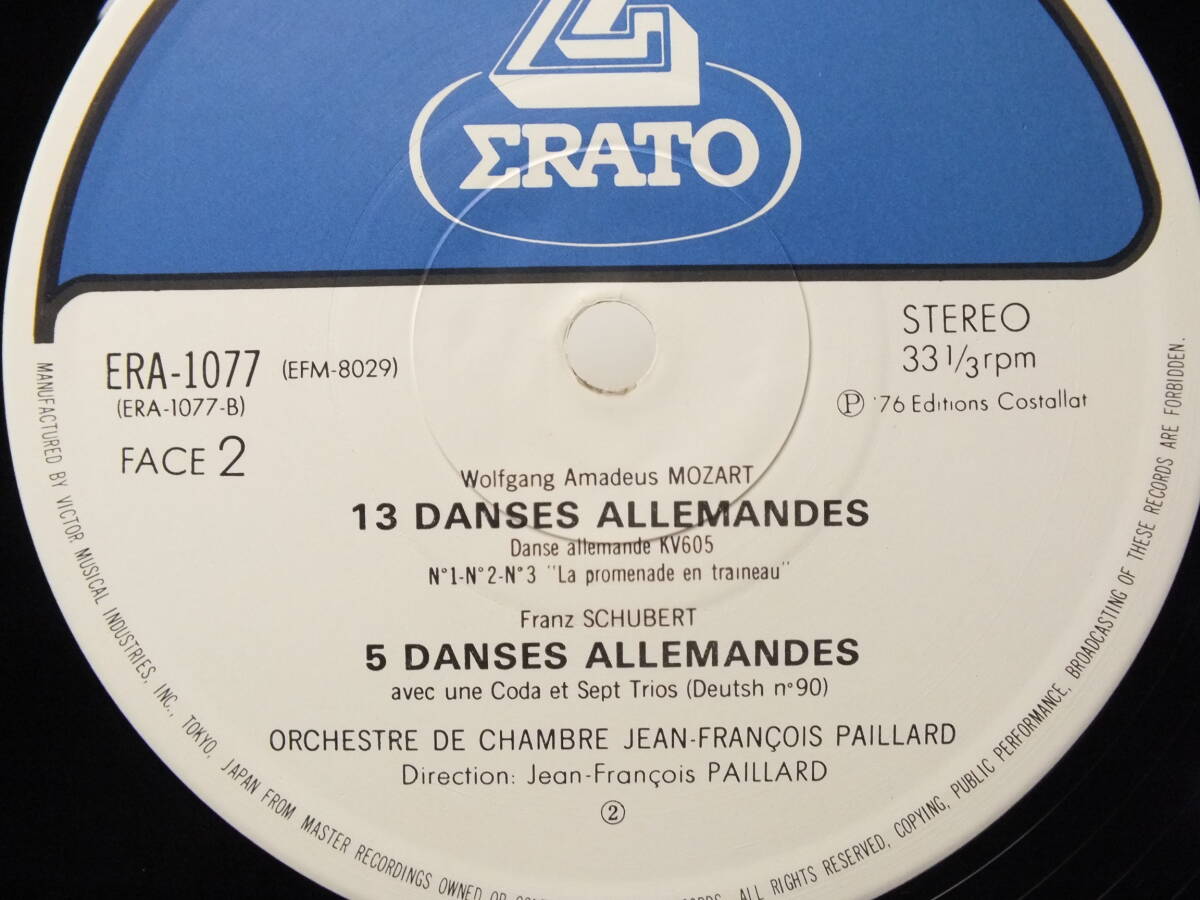 ΣRATO
ERA-1077 (EFM-8029)
(ERA-1077-B)
FACE 2
STEREO
33 1/3 rpm
Ⓟ '76 Editions Costallat
Wolfgang Amadeus MOZART
13 DANSES ALLEMANDES
Danse allemande KV605
N°1-N°2-N°3 "La promenade en traineau"
Franz SCHUBERT
5 DANSES ALLEMANDES
avec une Coda et Sept Trios (Deutsh n°90)
ORCHESTRE DE CHAMBRE JEAN-FRANÇOIS PAILLARD
Direction: Jean-François PAILLARD
②
MANUFACTURED BY VICTOR MUSICAL INDUSTRIES, INC., TOKYO, JAPAN FROM MASTER RECORDINGS OWNED ALL RIGHTS RESERVED, COPYING, PUBLIC PERFORMANCE, BROADCASTING OF THESE RECORDS ARE FORBIDDEN.